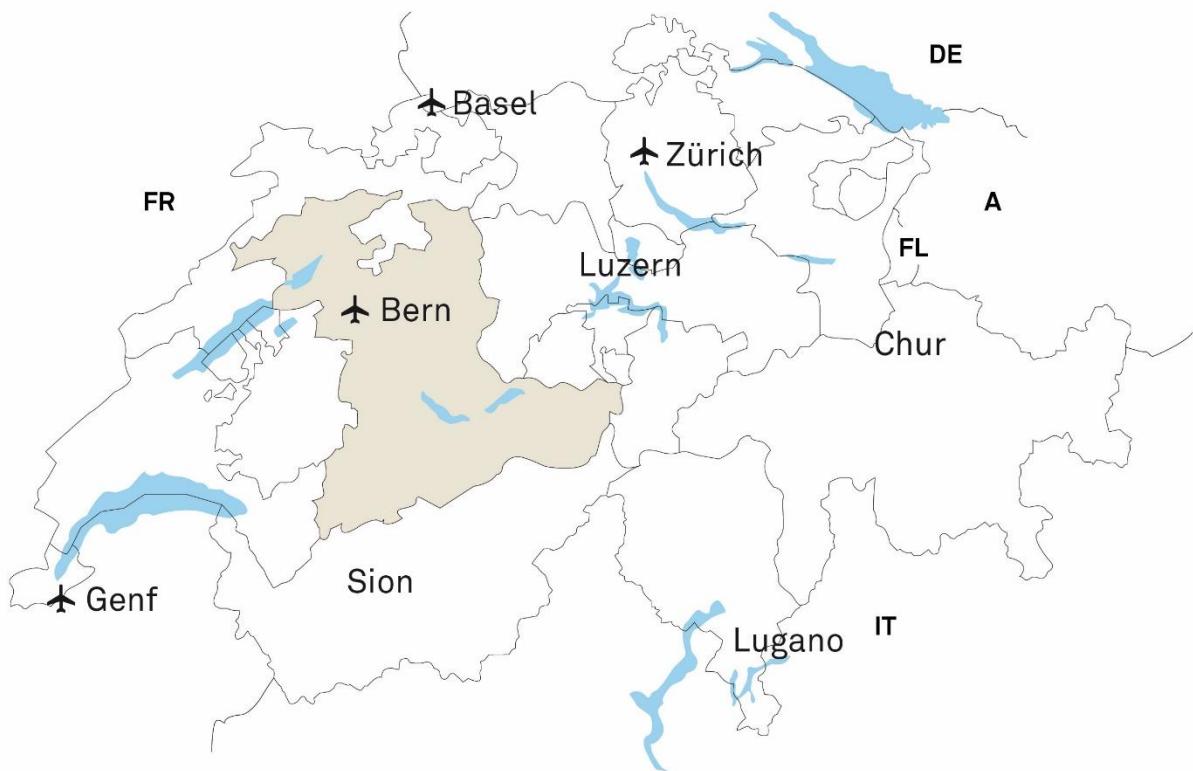 DE
Basel
Zürich
FR
A
FL
Luzern
Bern
Chur
Sion
Genf
IT
Lugano